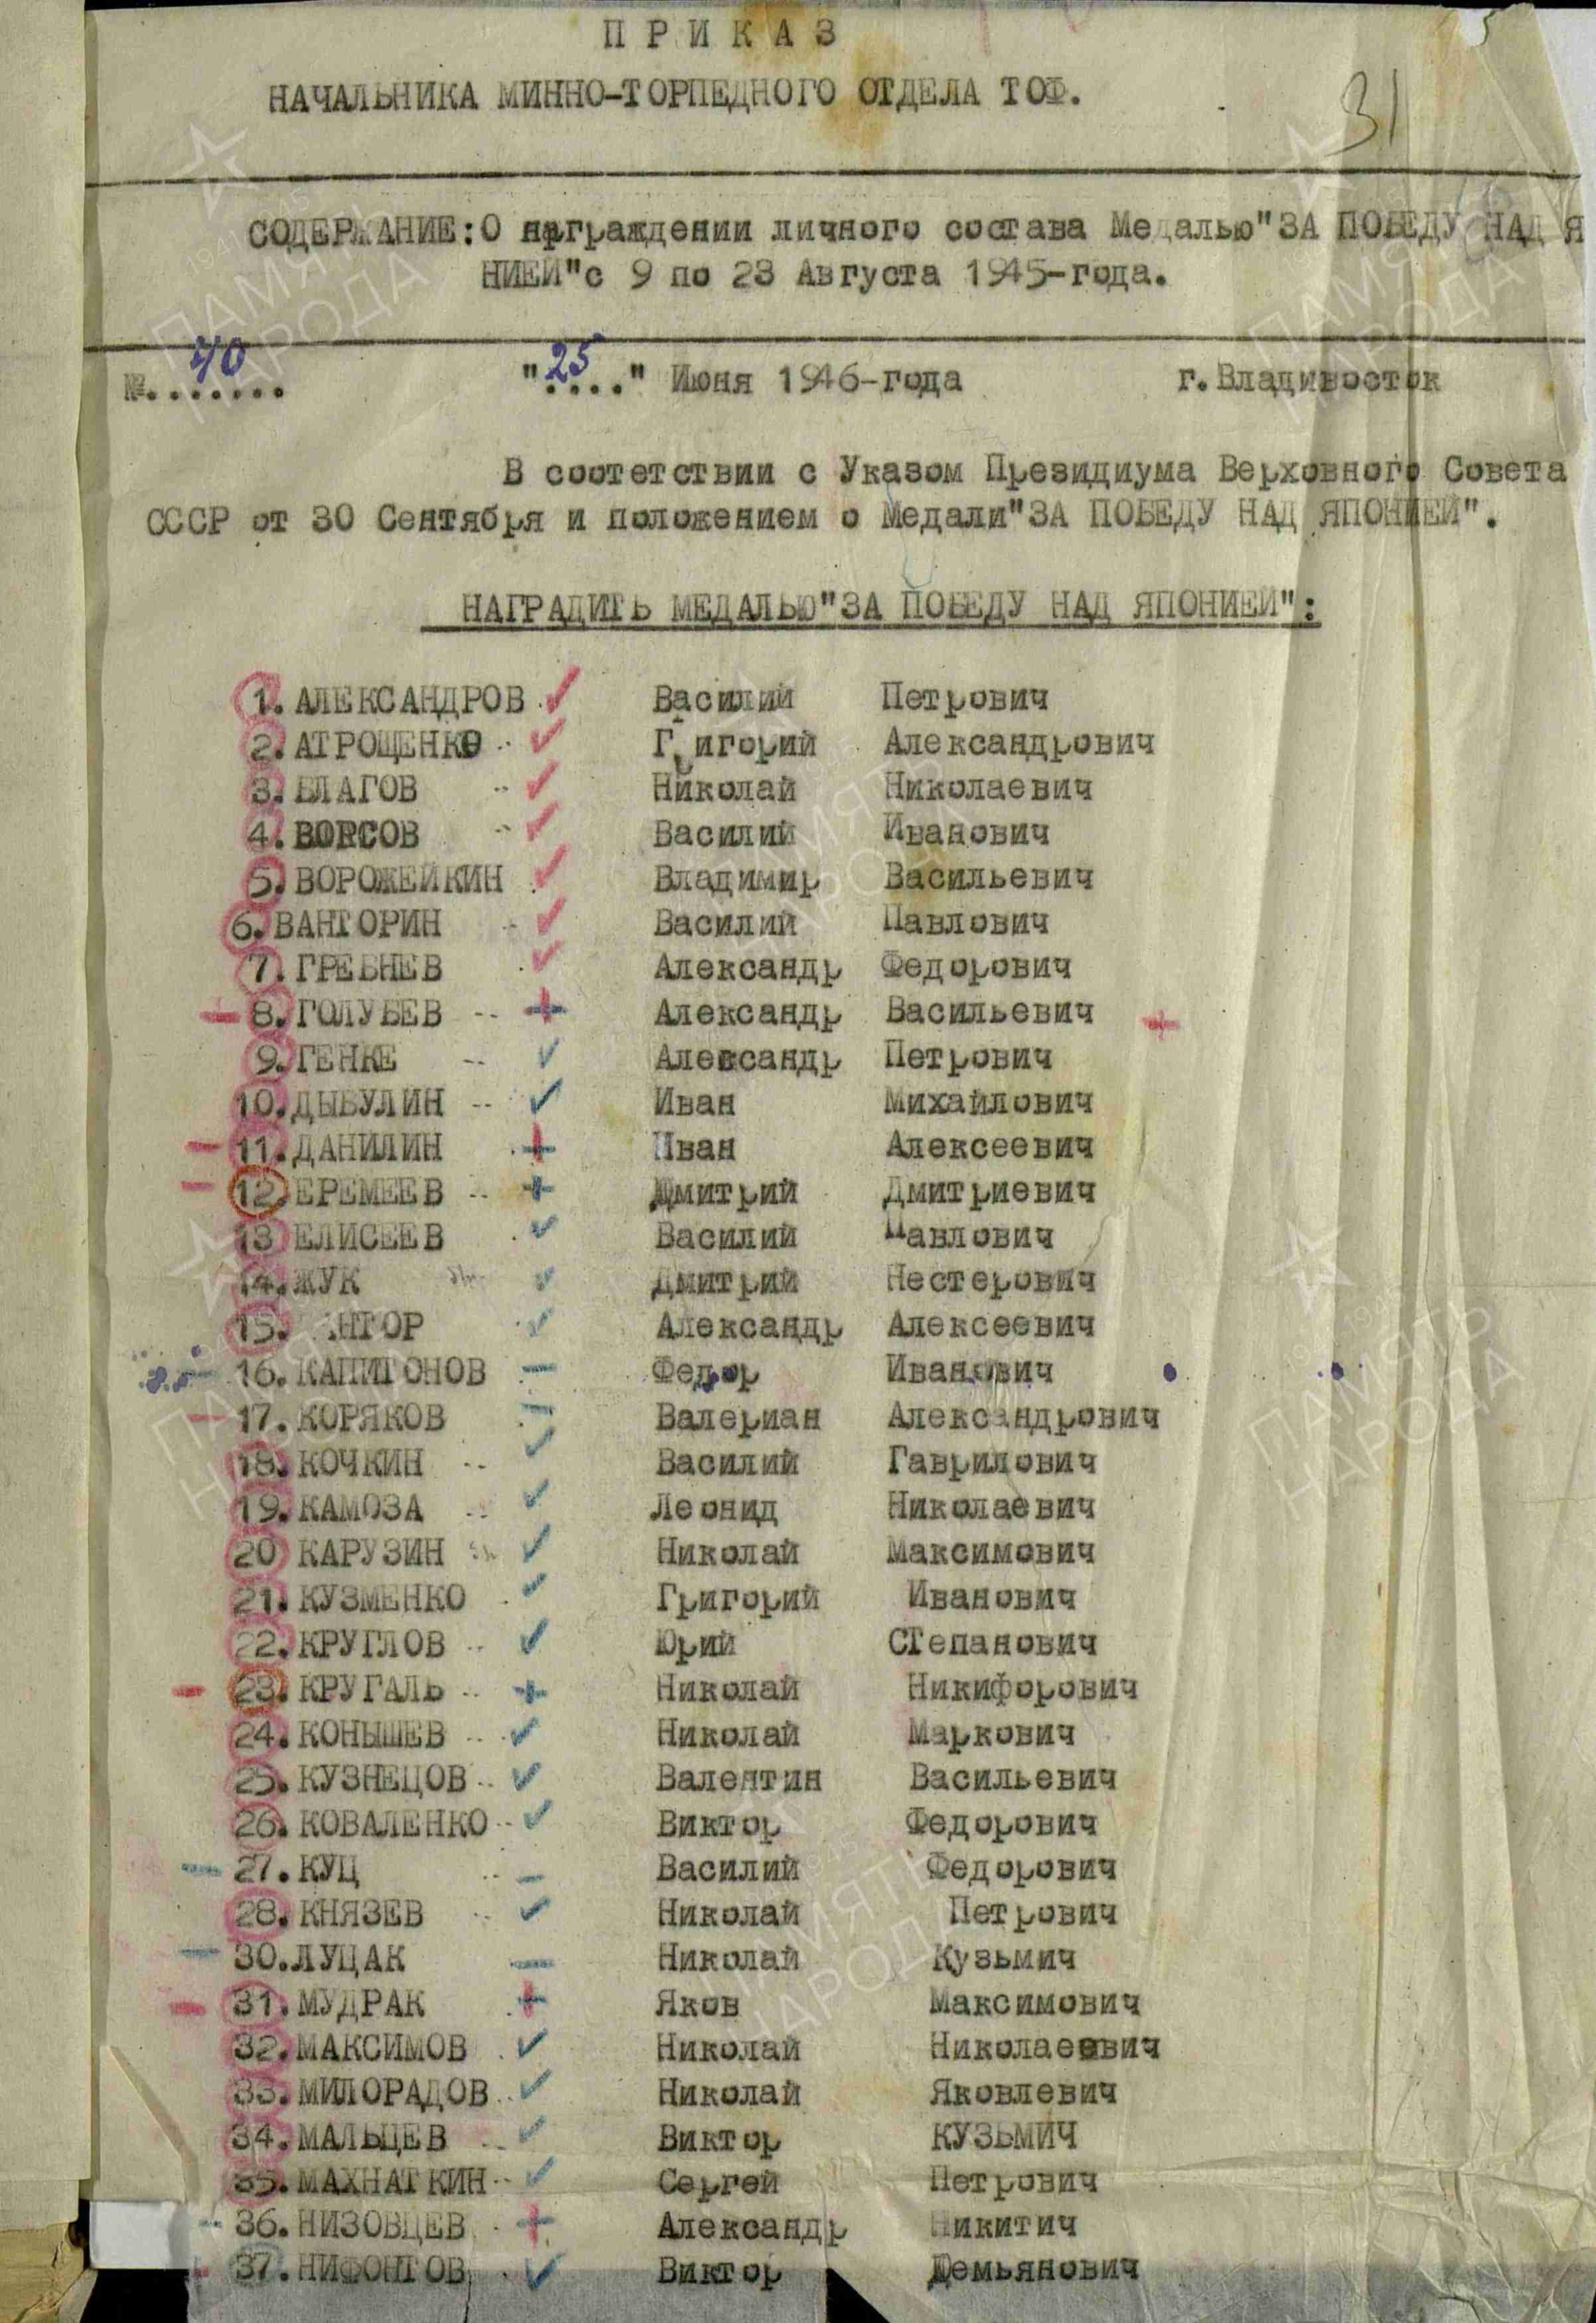 ПРИКАЗ
НАЧАЛЬНИКА МИННО-ТОРПЕДНОГО ОТДЕЛА ТОФ.
31
СОДЕРЖАНИЕ: О награждении личного состава Медалью "ЗА ПОБЕДУ НАД Я
НИЕЙ" с 9 по 23 Августа 1945-года.
№ 40 "25" Июня 1946-года г. Владивосток
В соотетствии с Указом Президиума Верховного Совета
СССР от 30 Сентября и положением о Медали "ЗА ПОБЕДУ НАД ЯПОНИЕЙ".
НАГРАДИТЬ МЕДАЛЬЮ "ЗА ПОБЕДУ НАД ЯПОНИЕЙ":
1. АЛЕКСАНДРОВ Василий Петрович
2. АТРОЩЕНКО Григорий Александрович
3. БЛАГОВ Николай Николаевич
4. Василий Иванович
5. ВОРОЖЕЙКИН Владимир Васильевич
6. ВАНТОРИН Василий Павлович
7. ГРЕБНЕВ Александр Федорович
8. ГОЛУБЕВ Александр Васильевич
9. ГЕНКЕ Александр Петрович
10. ДЫБУЛИН Иван Михайлович
11. ДАНИЛИН Иван Алексеевич
12. ЕРЕМЕЕВ Дмитрий Дмитриевич
13. ЕЛИСЕЕВ Василий Павлович
14. ЖУК Дмитрий Нестерович
15. Александр Алексеевич
16. КАПИТОНОВ Федор Иванович
17. КОРЯКОВ Валериан Александрович
18. КОЧКИН Василий Гаврилович
19. КАМОЗА Леонид Николаевич
20. КАРУЗИН Николай Максимович
21. КУЗМЕНКО Григорий Иванович
22. КРУГЛОВ Юрий СТепанович
23. КРУГАЛЬ Николай Никифорович
24. КОНЫШЕВ Николай Маркович
25. КУЗНЕЦОВ Валентин Васильевич
26. КОВАЛЕНКО Виктор Федорович
27. КУЦ Василий Федорович
28. КНЯЗЕВ Николай Петрович
30. ЛУЦАК Николай Кузьмич
31. МУДРАК Яков Максимович
32. МАКСИМОВ Николай Николаеевич
33. МИЛОРАДОВ Николай Яковлевич
34. МАЛЬЦЕВ Виктор КУЗЬМИЧ
35. МАХНАТКИН Сергей Петрович
36. НИЗОВЦЕВ Александр Никитич
37. НИФОНТОВ Виктор Демьянович
ПАМЯТЬ НАРОДА